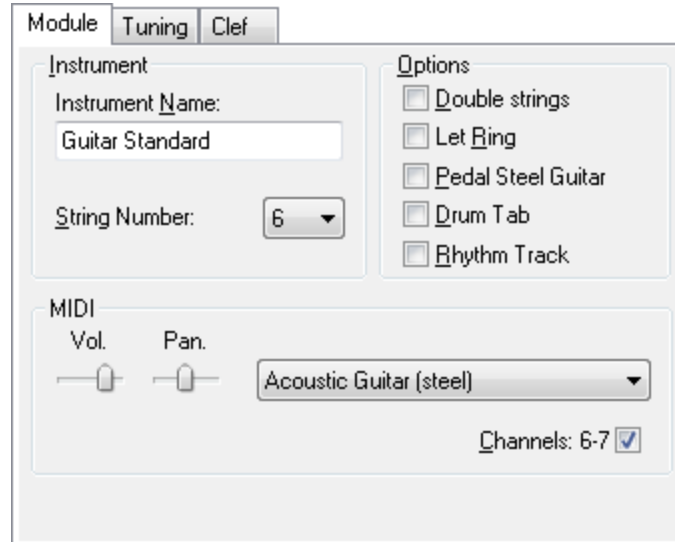 Module Tuning Clef
Instrument
Instrument Name:
Guitar Standard
String Number: 6
Options
Double strings
Let Ring
Pedal Steel Guitar
Drum Tab
Rhythm Track
MIDI
Vol. Pan.
Acoustic Guitar (steel)
Channels: 6-7